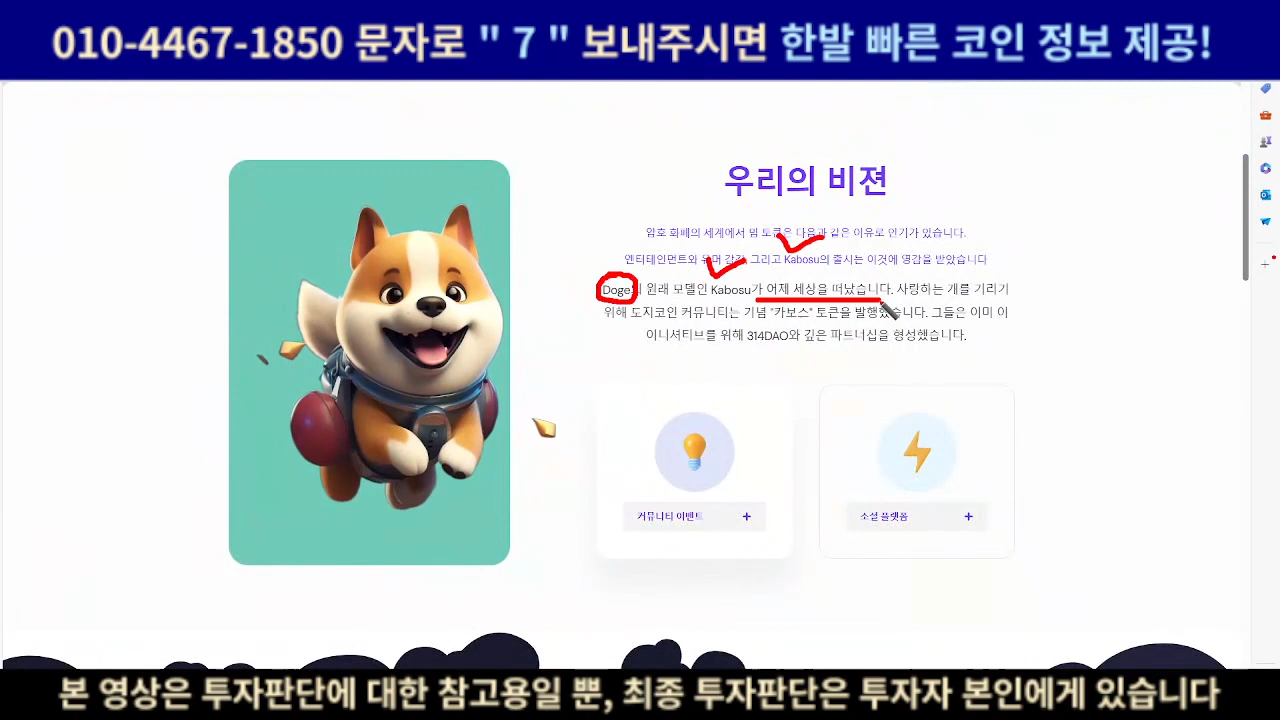 010-4467-1850 문자로 " 7 " 보내주시면 한발 빠른 코인 정보 제공!
우리의 비젼
암호 화폐의 세계에서 밈 토큰은 다음과 같은 이유로 인기가 있습니다.
엔터테인먼트와 유머 감각, 그리고 Kabosu의 출시는 이것에 영감을 받았습니다
Doge의 원래 모델인 Kabosu가 어제 세상을 떠났습니다. 사랑하는 개를 기리기
위해 도지코인 커뮤니티는 기념 "카보스" 토큰을 발행했습니다. 그들은 이미 이
이니셔티브를 위해 314DAO와 깊은 파트너십을 형성했습니다.
커뮤니티 이벤트 +
소셜 플랫폼 +
본 영상은 투자판단에 대한 참고용일 뿐, 최종 투자판단은 투자자 본인에게 있습니다